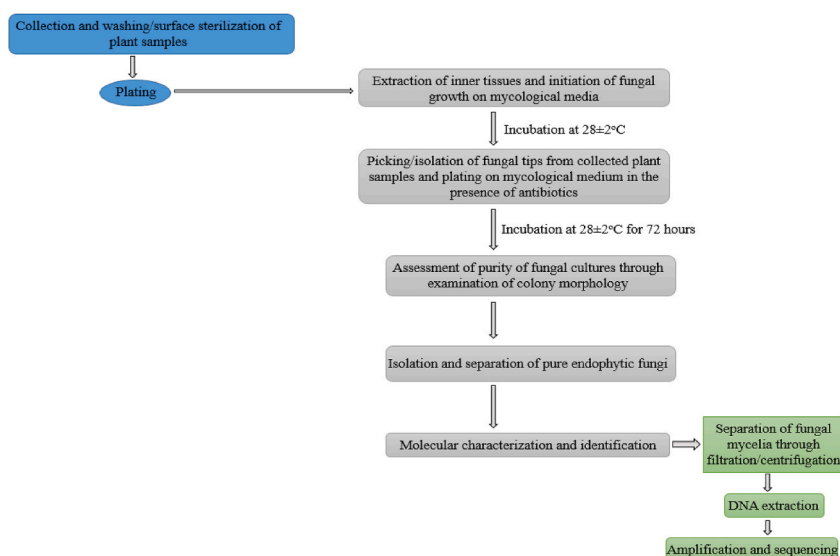 Collection and washing/surface sterilization of
plant samples
Plating
Extraction of inner tissues and initiation of fungal
growth on mycological media
Incubation at 28±2°C
Picking/isolation of fungal tips from collected plant
samples and plating on mycological medium in the
presence of antibiotics
Incubation at 28±2°C for 72 hours
Assessment of purity of fungal cultures through
examination of colony morphology
Isolation and separation of pure endophytic fungi
Molecular characterization and identification
Separation of fungal
mycelia through
filtration/centrifugation
DNA extraction
Amplification and sequencing